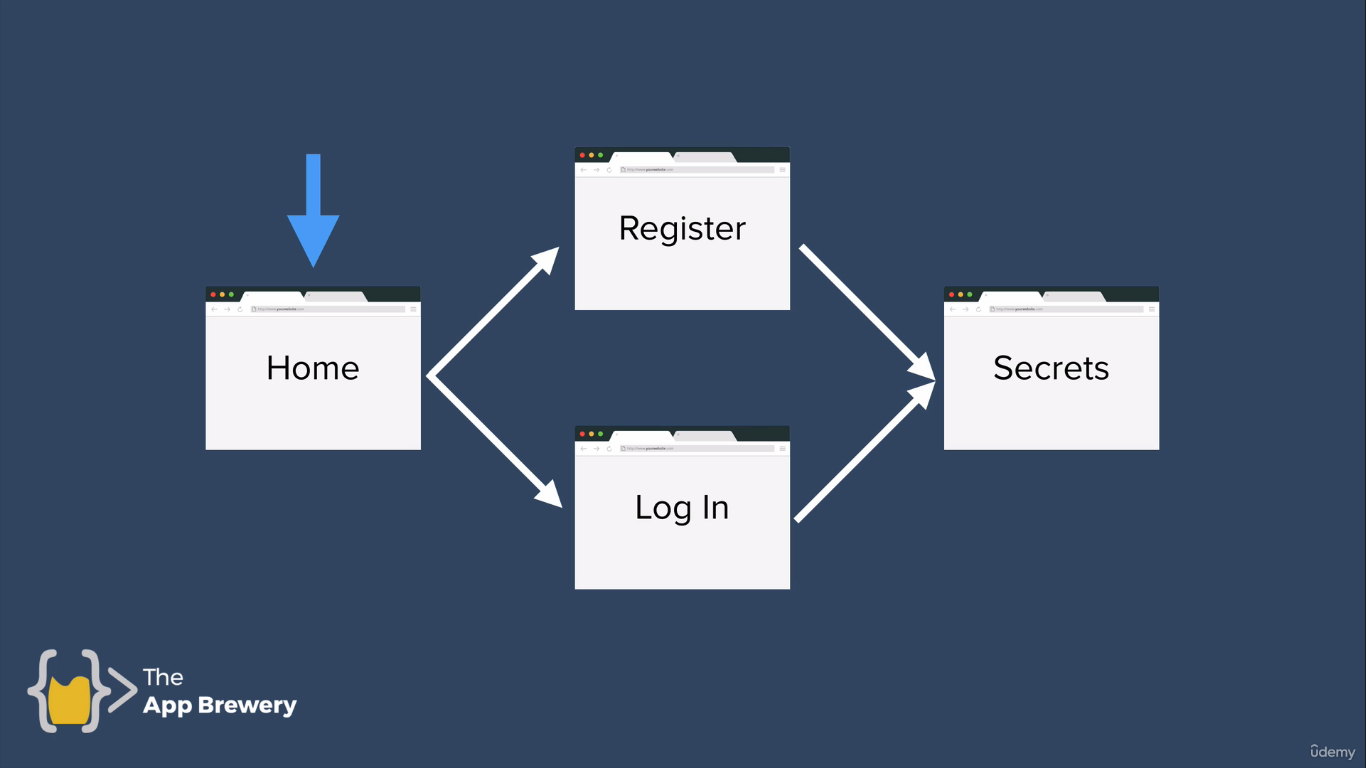 Register
Home
Secrets
Log In
The
App Brewery
ûdemy